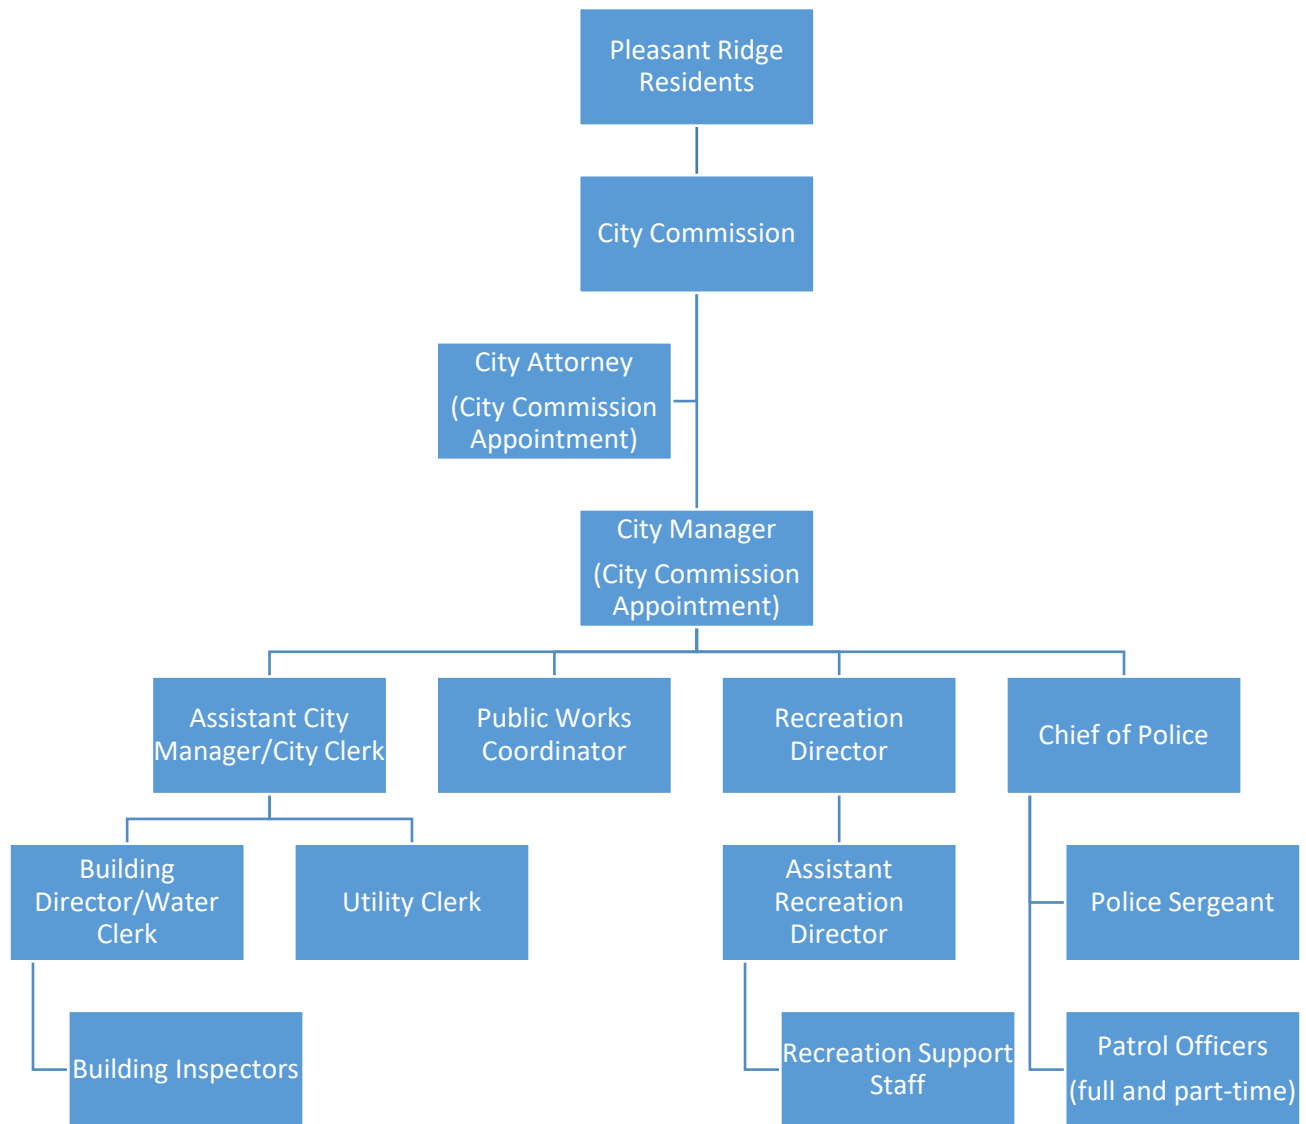 Pleasant Ridge
Residents
City Commission
City Attorney
(City Commission
Appointment)
City Manager
(City Commission
Appointment)
Assistant City
Manager/City Clerk
Public Works
Coordinator
Recreation
Director
Chief of Police
Building
Director/Water
Clerk
Utility Clerk
Assistant
Recreation
Director
Police Sergeant
Building Inspectors
Recreation Support
Staff
Patrol Officers
(full and part-time)